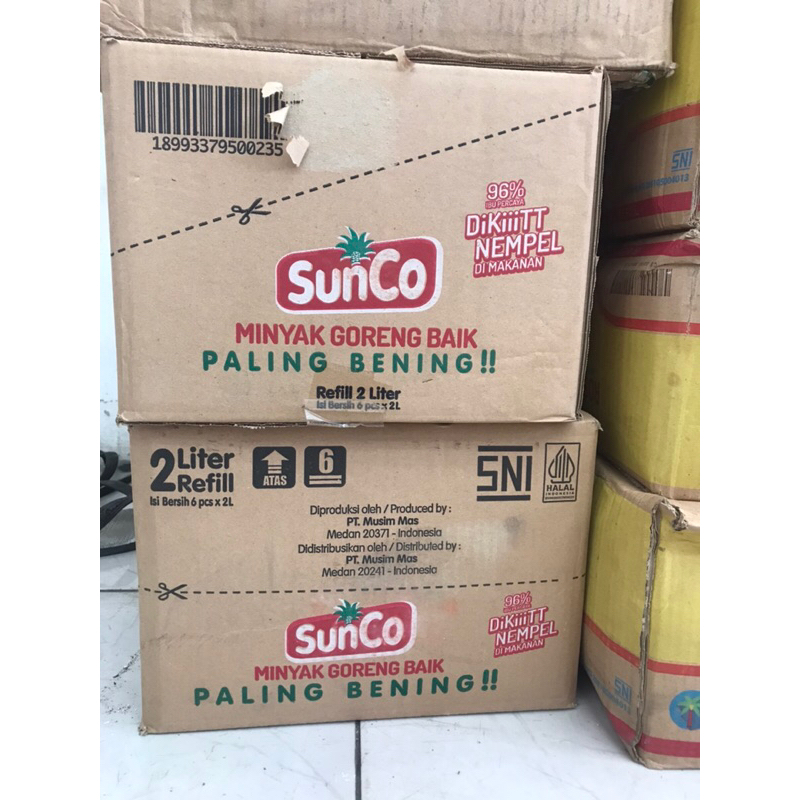 18993379500235
96%
IBU PERCAYA
DiKiiiTT
NEMPEL
DI MAKANAN
SunCo
MINYAK GORENG BAIK
PALING BENING!!
Refill 2 Liter
Isi Bersih 6 pcs x 2L
2 Liter
Refill
Isi Bersih 6 pcs x 2L
ATAS
6
SNI
HALAL
INDONESIA
Diproduksi oleh / Produced by :
PT. Musim Mas
Medan 20371 - Indonesia
Didistribusikan oleh / Distributed by :
PT. Musim Mas
Medan 20241 - Indonesia
96%
DiKiiiTT
NEMPEL
DI MAKANAN
SunCo
MINYAK GORENG BAIK
PALING BENING!!
SNI
SNI